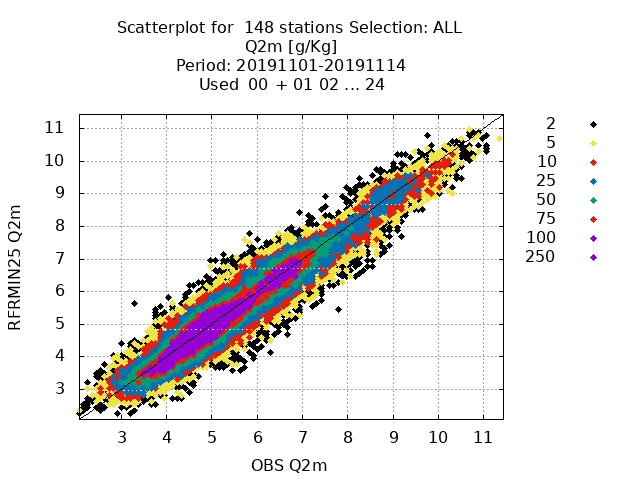 Scatterplot for 148 stations Selection: ALL
Q2m [g/Kg]
Period: 20191101-20191114
Used 00 + 01 02 ... 24
RFRMIN25 Q2m
11
10
9
8
7
6
5
4
3
3 4 5 6 7 8 9 10 11
OBS Q2m
2
5
10
25
50
75
100
250